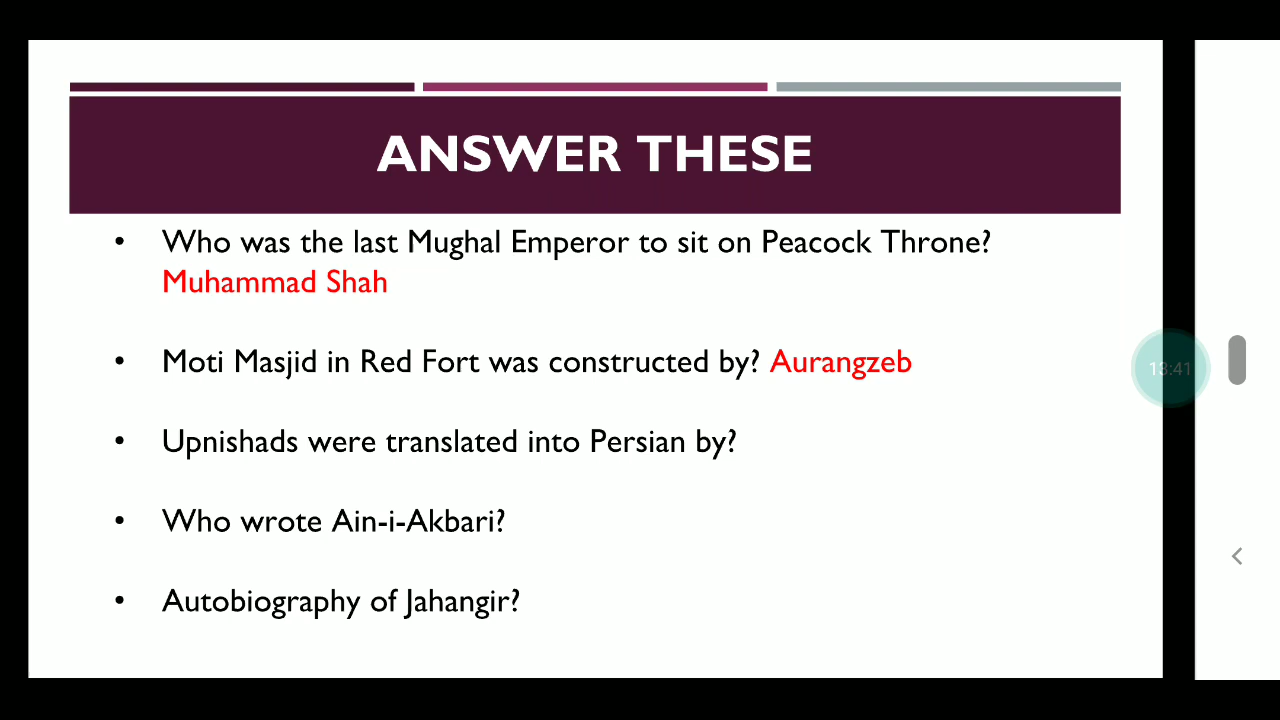 ANSWER THESE
• Who was the last Mughal Emperor to sit on Peacock Throne?
Muhammad Shah
• Moti Masjid in Red Fort was constructed by? Aurangzeb
• Upnishads were translated into Persian by?
• Who wrote Ain-i-Akbari?
• Autobiography of Jahangir?
13:41